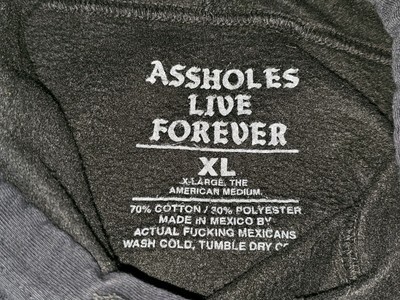 ASSHOLES
LIVE
FOREVER
XL
X-LARGE, THE
AMERICAN MEDIUM.
70% COTTON / 30% POLYESTER
MADE IN MEXICO BY
ACTUAL FUCKING MEXICANS
WASH COLD, TUMBLE DRY